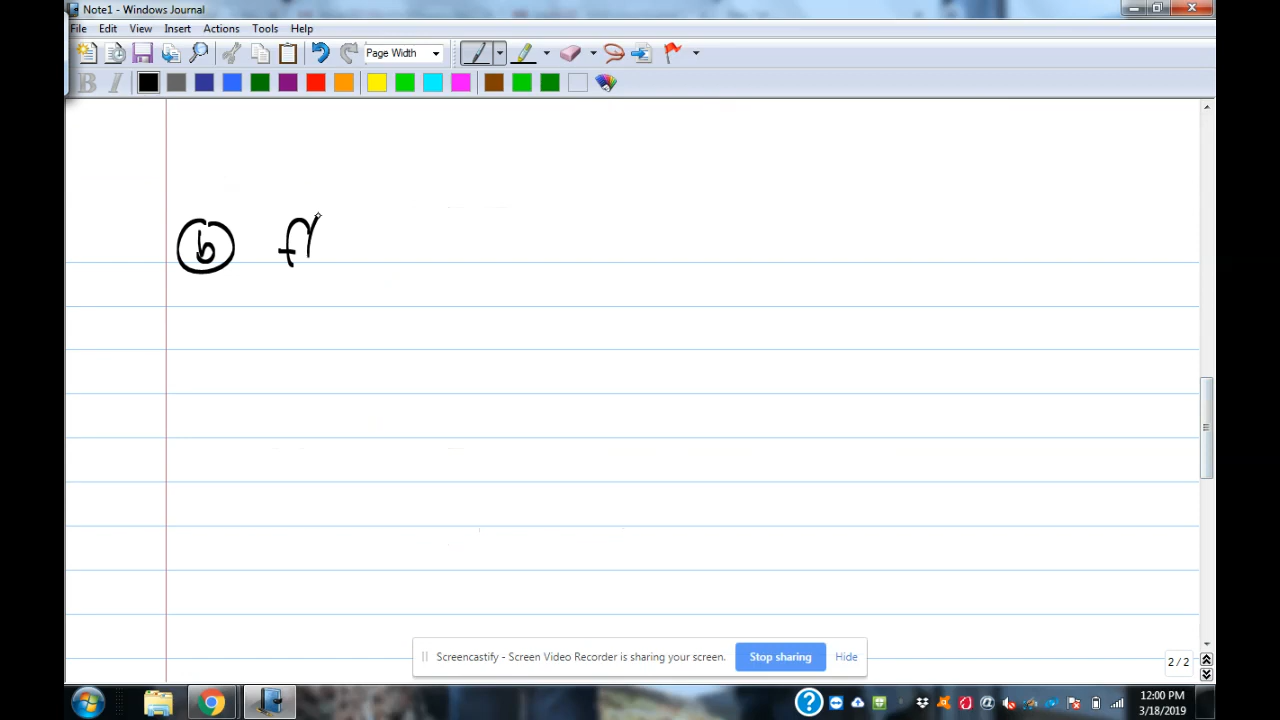 Note1 - Windows Journal
File Edit View Insert Actions Tools Help
Page Width
B I
b f
Screencastify - Screen Video Recorder is sharing your screen. Stop sharing Hide
2 / 2
12:00 PM
3/18/2019